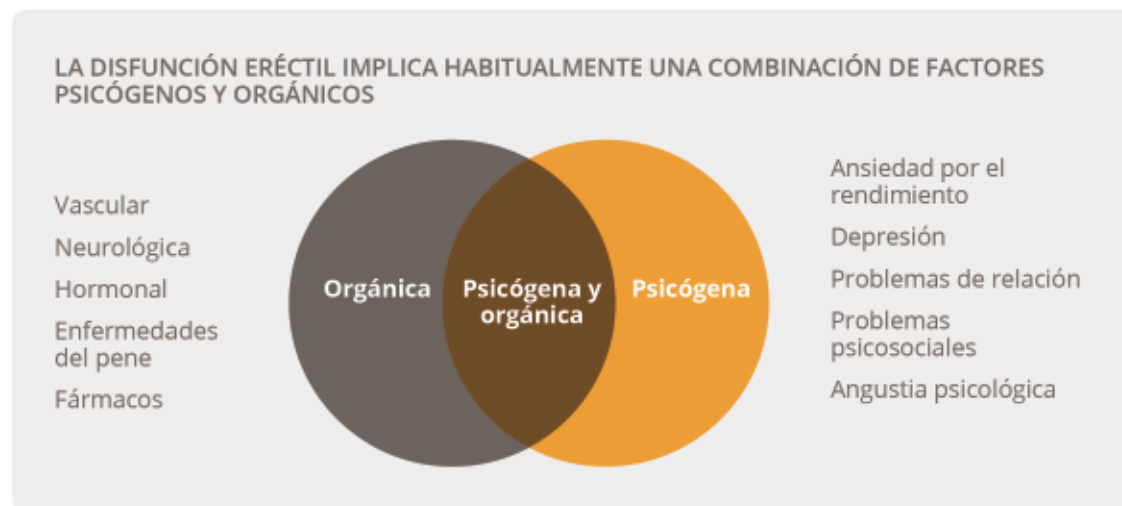 LA DISFUNCIÓN ERÉCTIL IMPLICA HABITUALMENTE UNA COMBINACIÓN DE FACTORES
PSICÓGENOS Y ORGÁNICOS
Vascular
Neurológica
Hormonal
Enfermedades
del pene
Fármacos
Orgánica
Psicógena y
orgánica
Psicógena
Ansiedad por el
rendimiento
Depresión
Problemas de relación
Problemas
psicosociales
Angustia psicológica